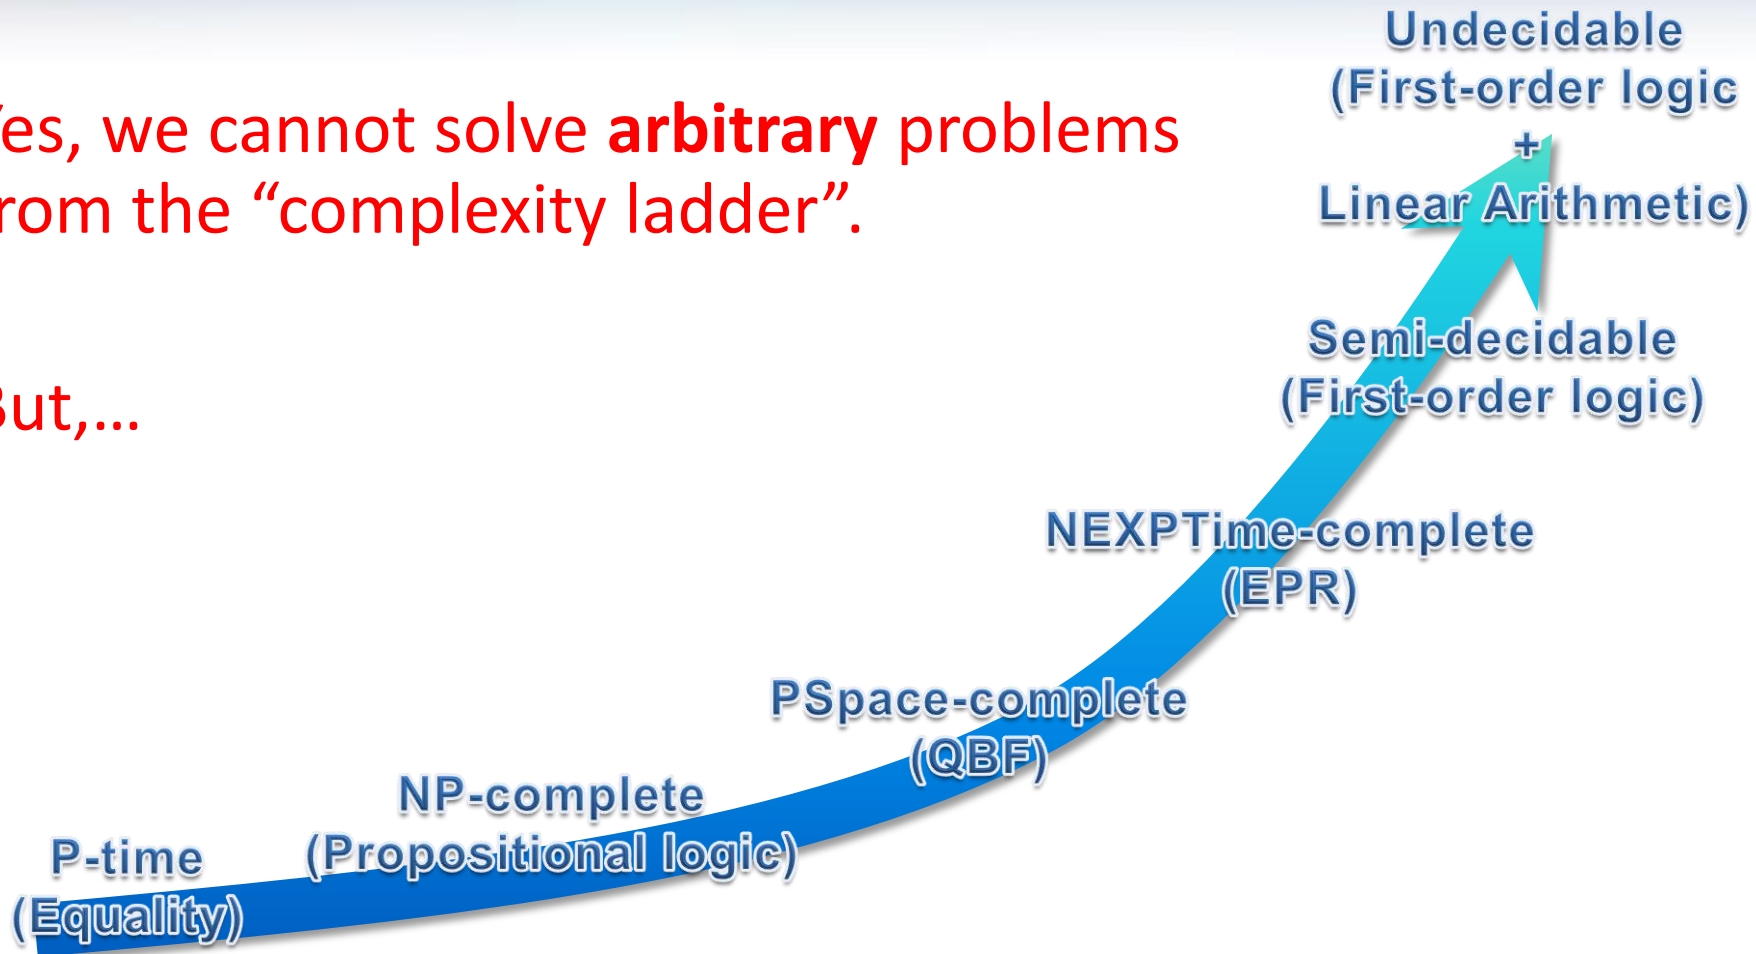 es, we cannot solve arbitrary problems
rom the “complexity ladder”.
But,...
Undecidable
(First-order logic
+
Linear Arithmetic)
Semi-decidable
(First-order logic)
NEXPTime-complete
(EPR)
PSpace-complete
(QBF)
NP-complete
(Propositional logic)
P-time
(Equality)